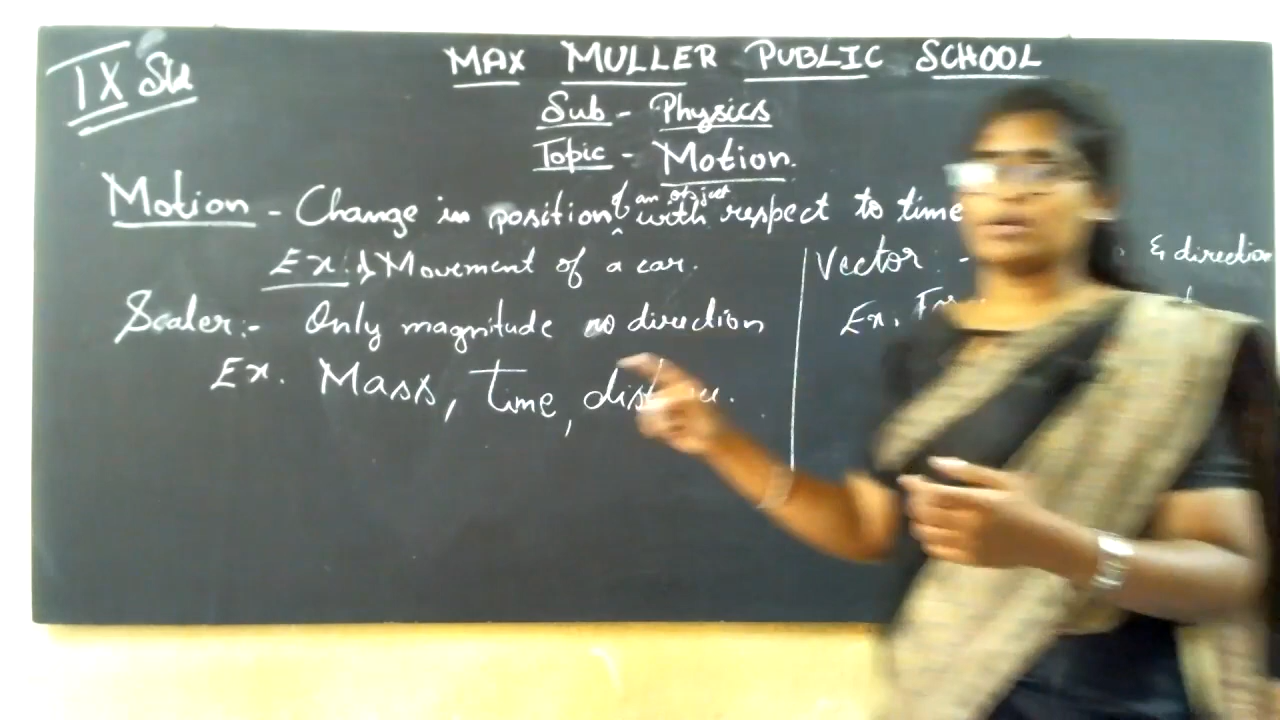 IX Std
MAX MULLER PUBLIC SCHOOL
Sub - Physics
Topic - Motion.
Motion - Change in position of an object with respect to time
Ex: 1) Movement of a car.
Scaler:- Only magnitude no direction
Ex. Mass, Time,
Vector: - & direction
Ex.